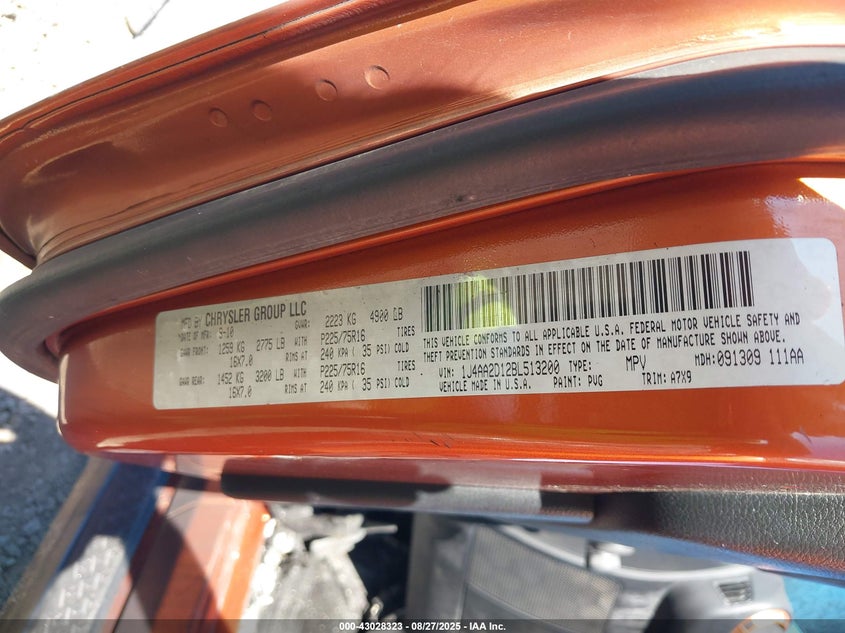 MFD BY CHRYSLER GROUP LLC
DATE OF MFR 9-10 GVWR: 2223 KG 4900 LB
GAWR FRONT: 1259 KG 2775 LB WITH P225/75R16 TIRES
16X7.0 RIMS AT 240 KPA ( 35 PSI) COLD
GAWR REAR: 1452 KG 3200 LB WITH P225/75R16 TIRES
16X7.0 RIMS AT 240 KPA ( 35 PSI) COLD
THIS VEHICLE CONFORMS TO ALL APPLICABLE U.S.A. FEDERAL MOTOR VEHICLE SAFETY AND
THEFT PREVENTION STANDARDS IN EFFECT ON THE DATE OF MANUFACTURE SHOWN ABOVE.
VIN: 1J4AA2D12BL513200 TYPE: MPV MDH:091309 111AA
VEHICLE MADE IN U.S.A. PAINT: PVG TRIM: A7X9
000-43028323 - 08/27/2025 - IAA Inc.